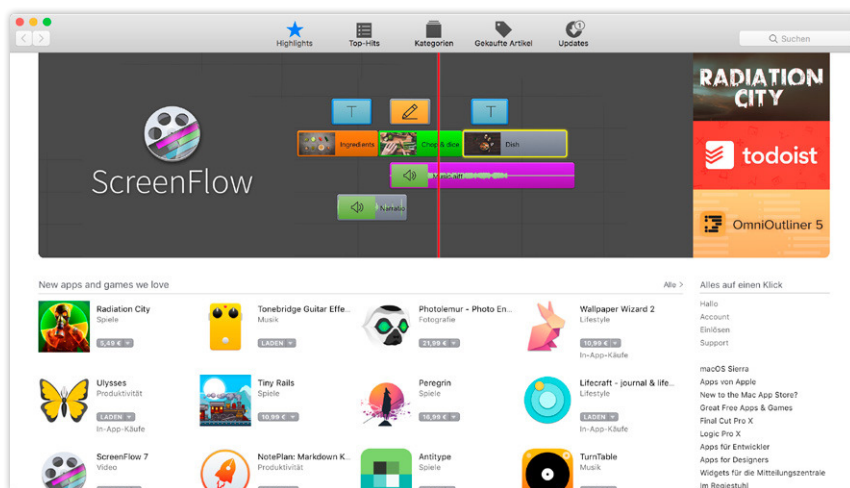 1
Highlights
Top-Hits
Kategorien
Gekaufte Artikel
Updates
Suchen
ScreenFlow
T
T
Ingredients
Chop & dice
Dish
RADIATION
CITY
todoist
OmniOutliner 5
New apps and games we love
Alle >
Radiation City
Spiele
5,49 €
Tonebridge Guitar Effe...
Musik
LADEN
Photolemur - Photo En...
Fotografie
21,99 €
Wallpaper Wizard 2
Lifestyle
10,99 €
In-App-Käufe
Ulysses
Produktivität
LADEN
In-App-Käufe
Tiny Rails
Spiele
10,99 €
Peregrin
Spiele
16,99 €
Lifecraft - journal & life...
Lifestyle
LADEN
In-App-Käufe
ScreenFlow 7
Video
NotePlan: Markdown K...
Produktivität
Antitype
Spiele
TurnTable
Musik
Alles auf einen Klick
Hallo
Account
Einlösen
Support
macOS Sierra
Apps von Apple
New to the Mac App Store?
Great Free Apps & Games
Final Cut Pro X
Logic Pro X
Apps für Entwickler
Apps for Designers
Widgets für die Mitteilungszentrale
Im Regiestuhl